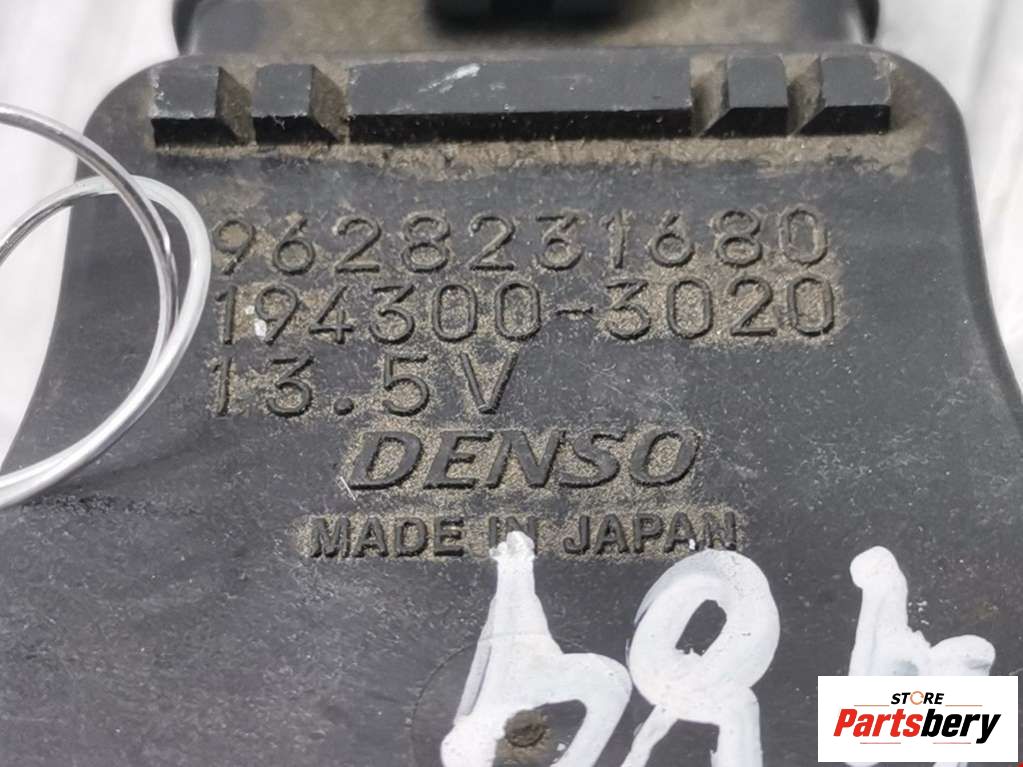 9628231680
194300-3020
13.5V
DENSO
MADE IN JAPAN
STORE
Partsbery